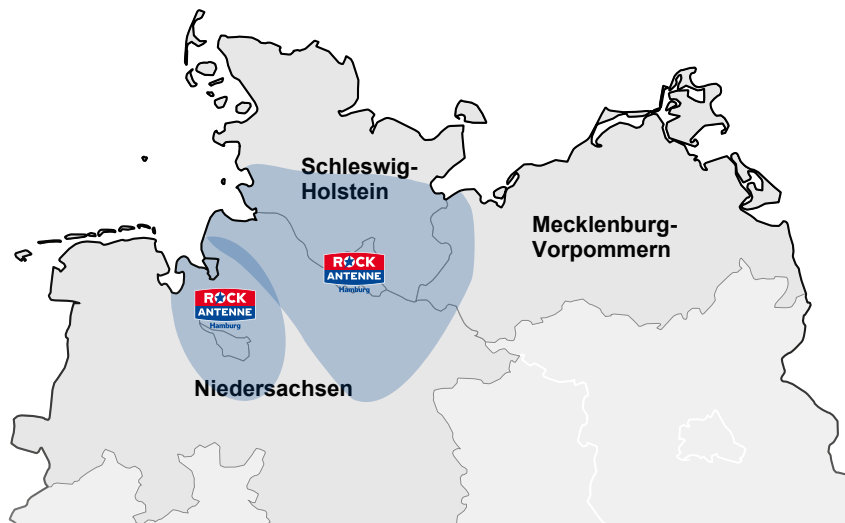 Schleswig-
Holstein
Mecklenburg-
Vorpommern
ROCK
ANTENNE
Hamburg
ROCK
ANTENNE
Hamburg
Niedersachsen